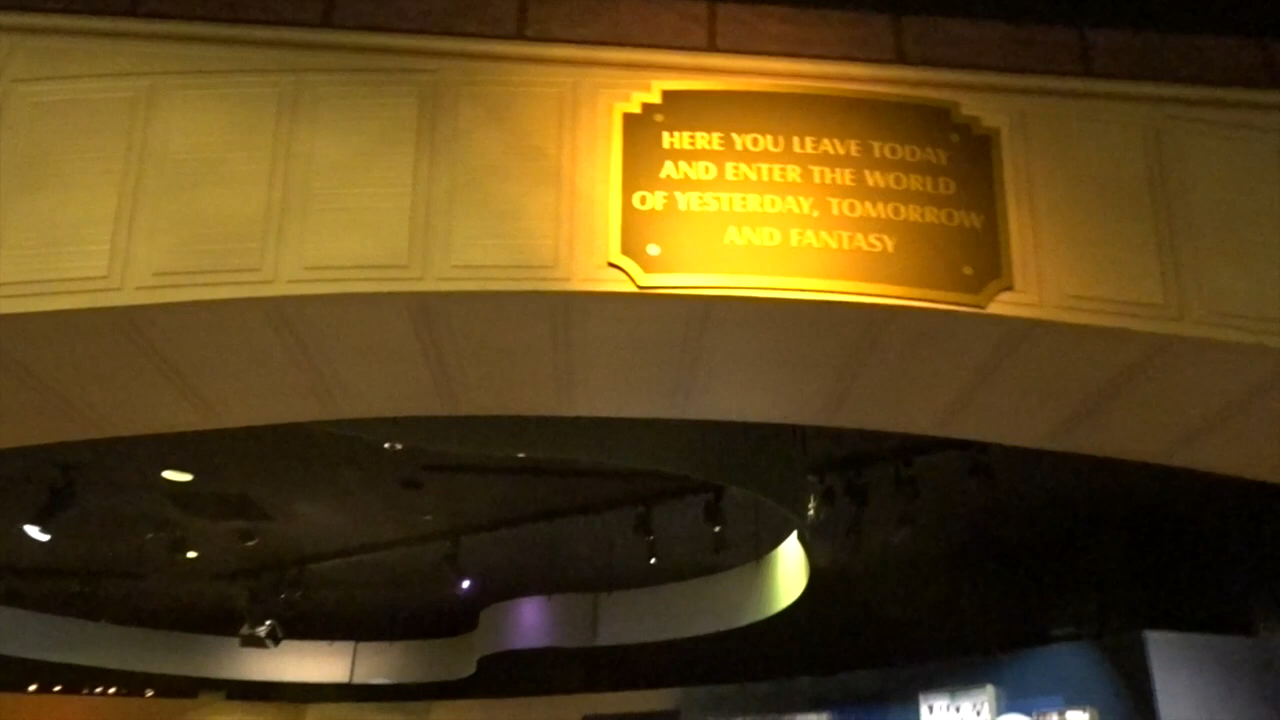 HERE YOU LEAVE TODAY
AND ENTER THE WORLD
OF YESTERDAY, TOMORROW
AND FANTASY